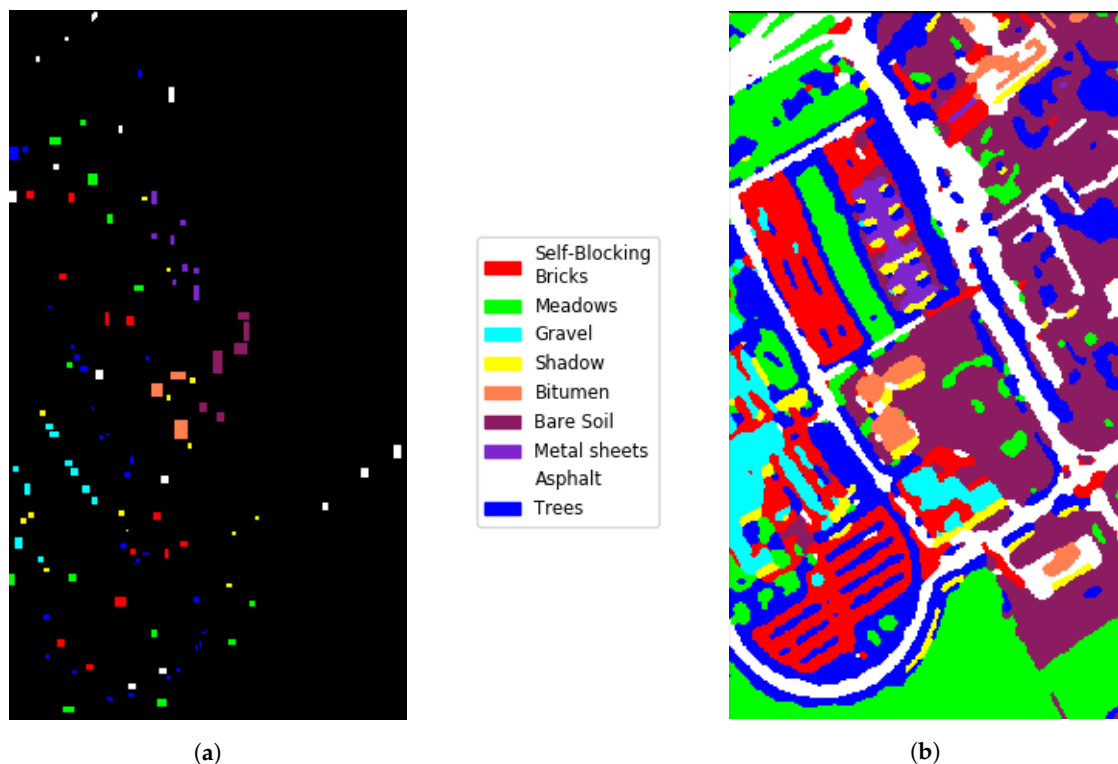 Self-Blocking
Bricks
Meadows
Gravel
Shadow
Bitumen
Bare Soil
Metal sheets
Asphalt
Trees
(a)
(b)